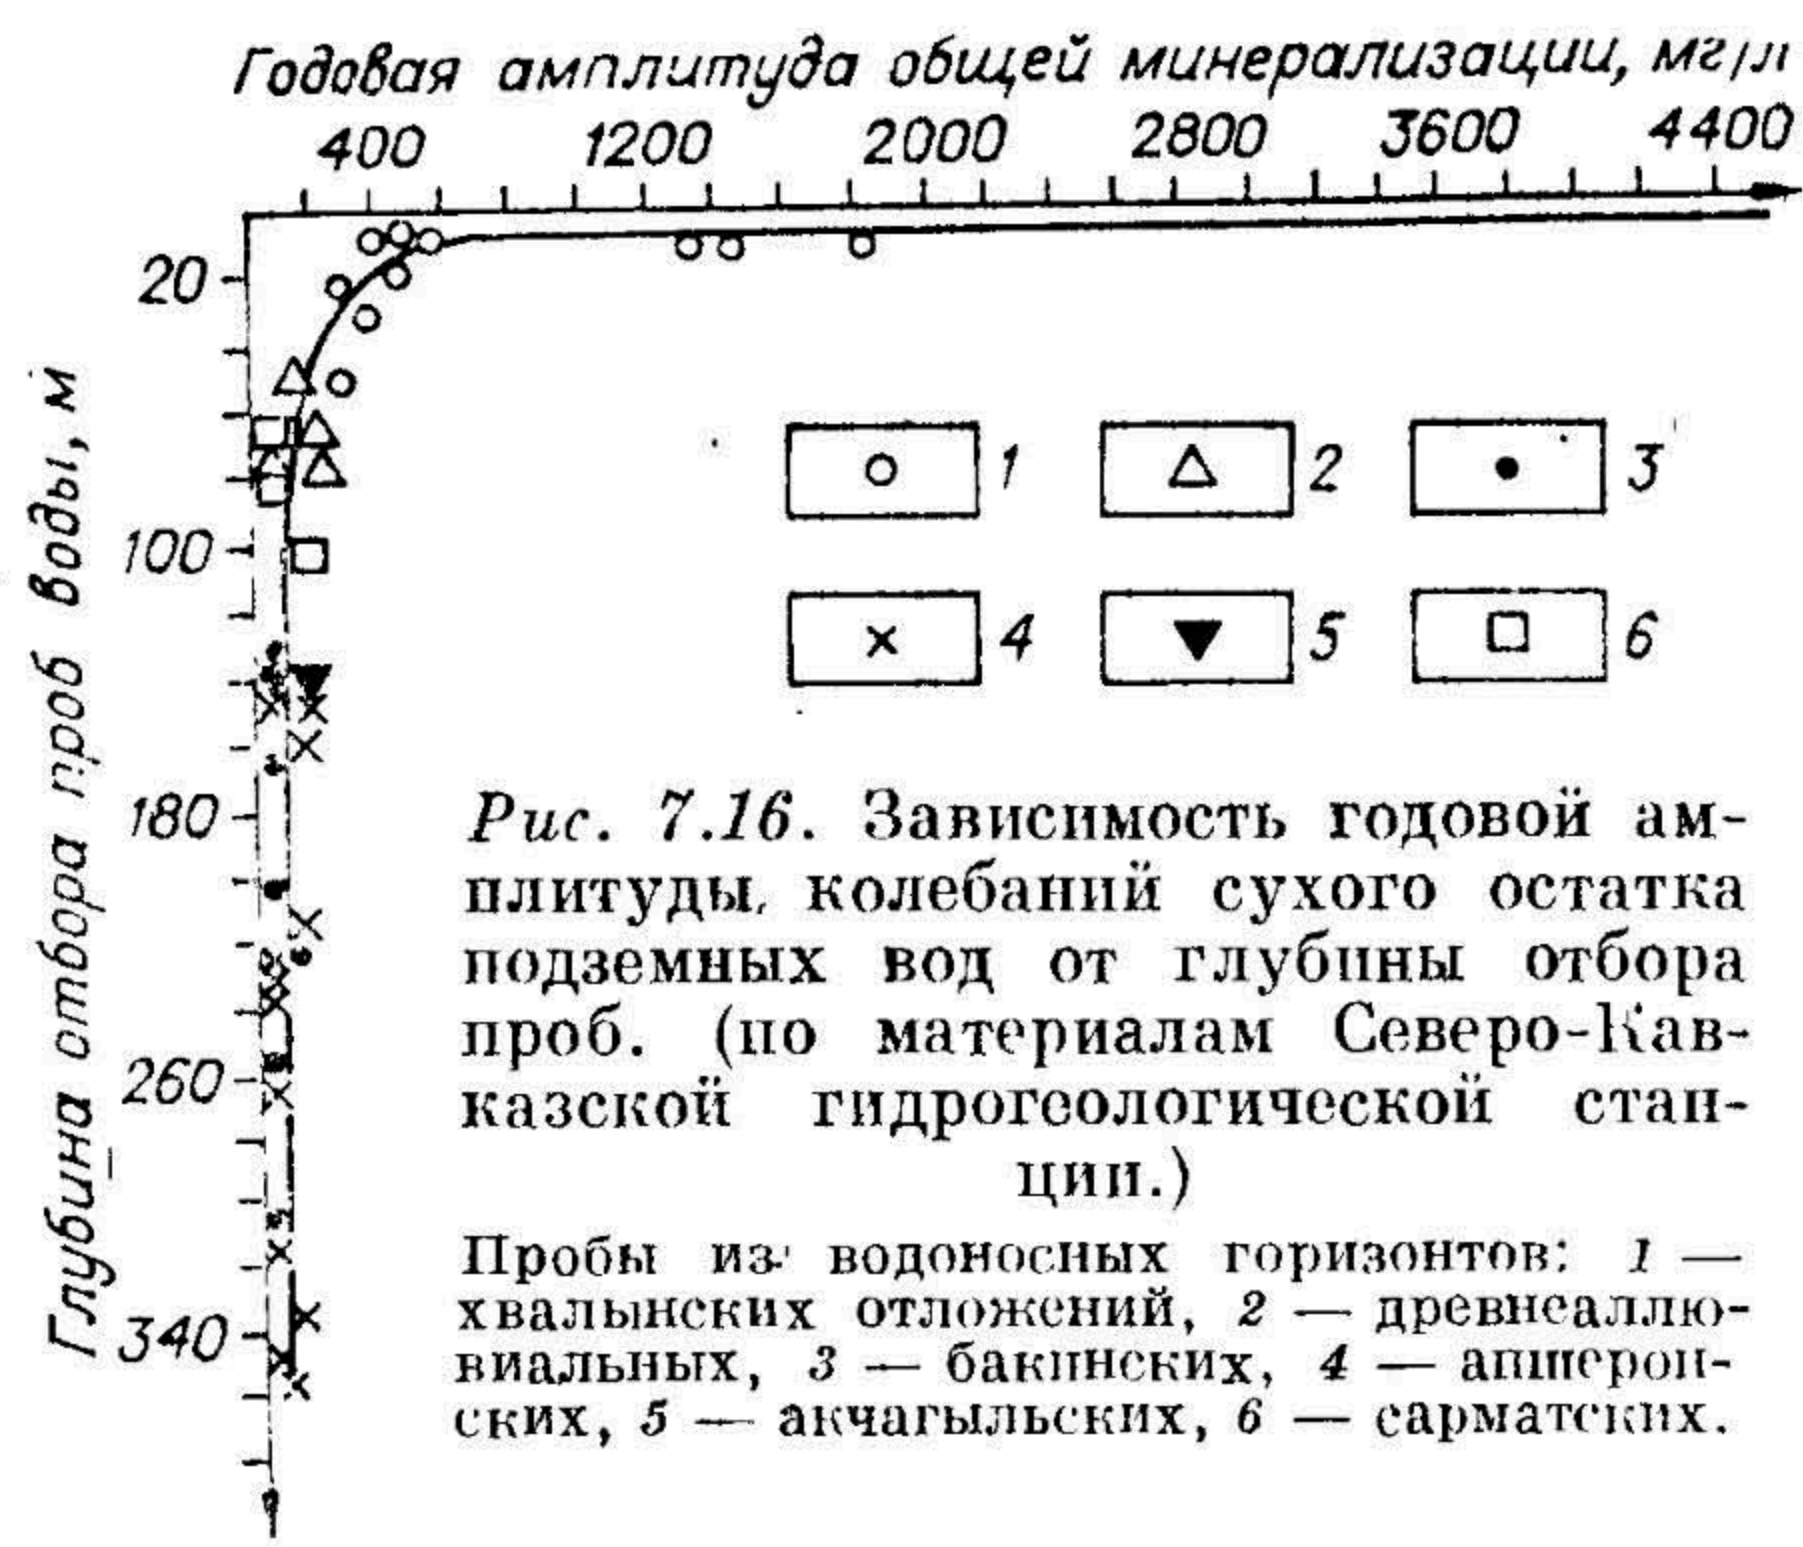 Годовая амплитуда общей минерализации, мг/л
400 1200 2000 2800 3600 4400
20
100
180
260
340
Глубина отбора проб воды, м
1 2 3
4 5 6
Рис. 7.16. Зависимость годовой ам-
плитуды колебаний сухого остатка
подземных вод от глубины отбора
проб. (по материалам Северо-Кав-
казской гидрогеологической стан-
ции.)
Пробы из водоносных горизонтов: 1 —
хвалынских отложений, 2 — древнеаллю-
виальных, 3 — бакинских, 4 — апшерон-
ских, 5 — акчагыльских, 6 — сарматских.